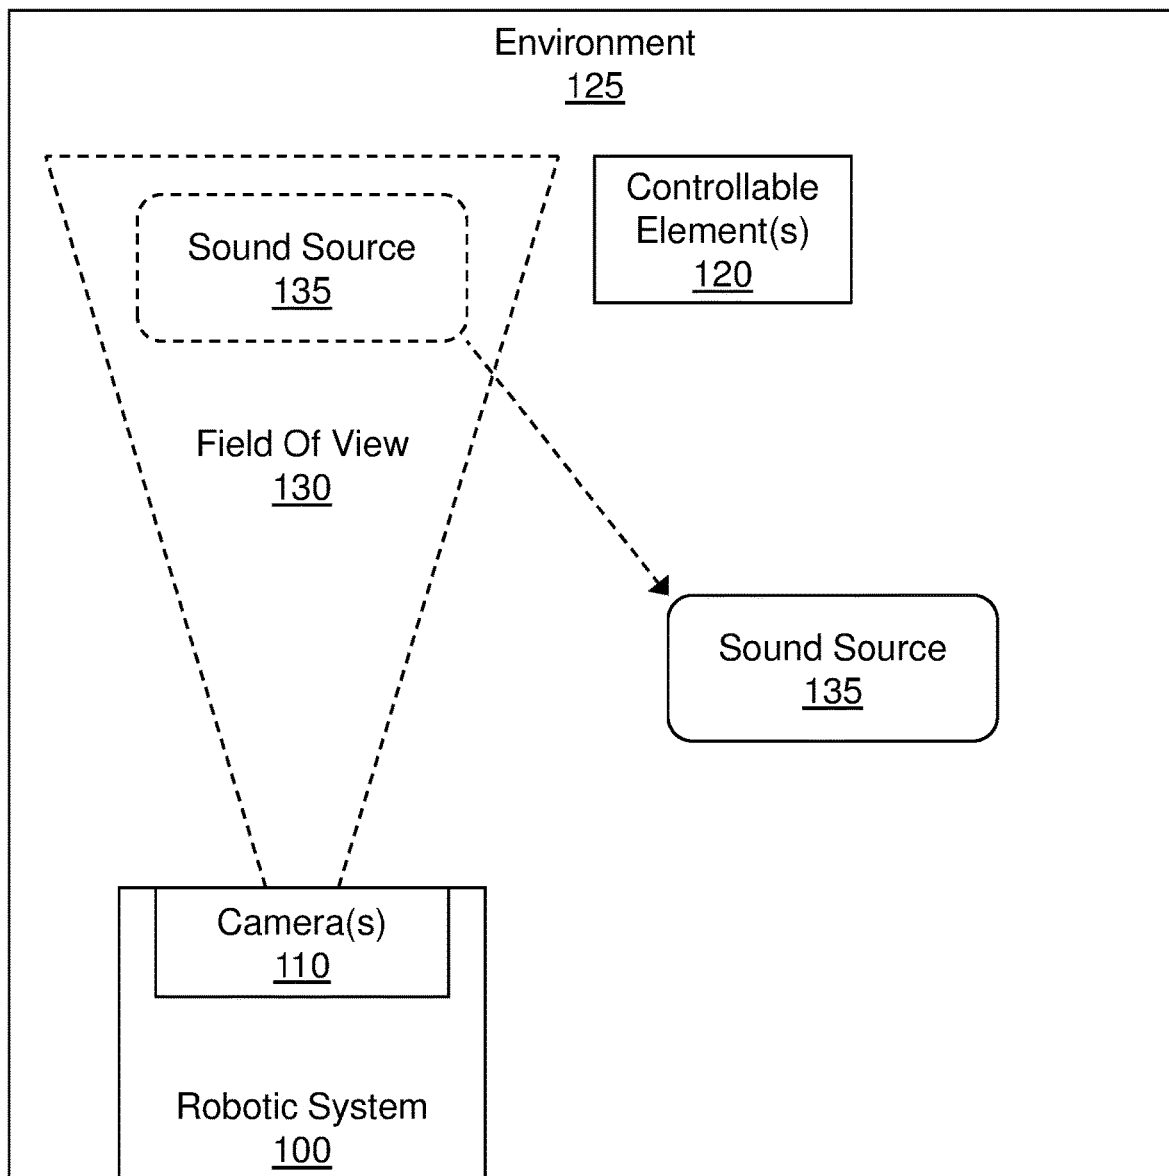 Environment
125
Controllable
Element(s)
120
Sound Source
135
Field Of View
130
Sound Source
135
Camera(s)
110
Robotic System
100